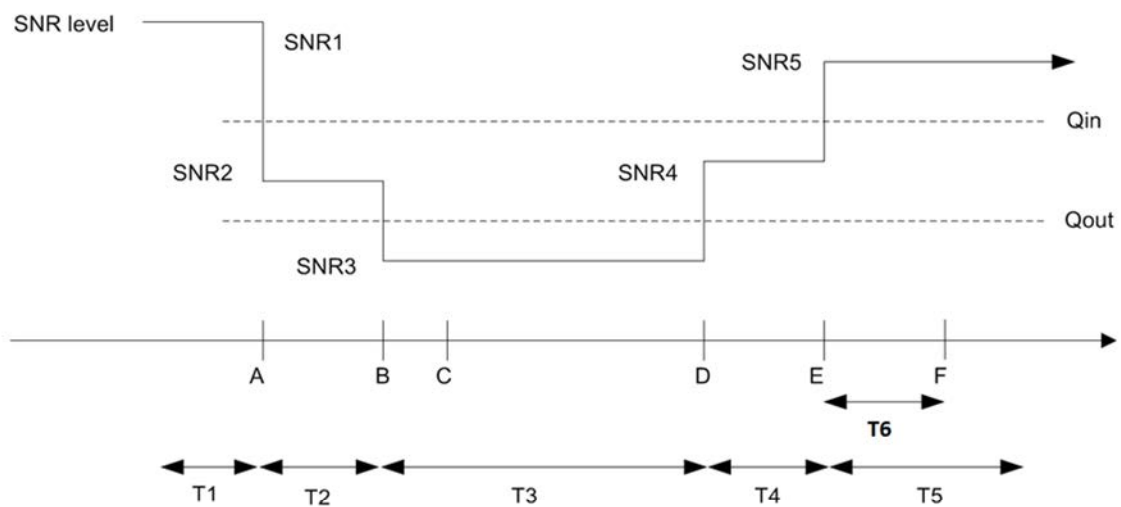 SNR level
SNR1
SNR5
Qin
SNR2
SNR4
Qout
SNR3
A B C D E F
T6
T1 T2 T3 T4 T5